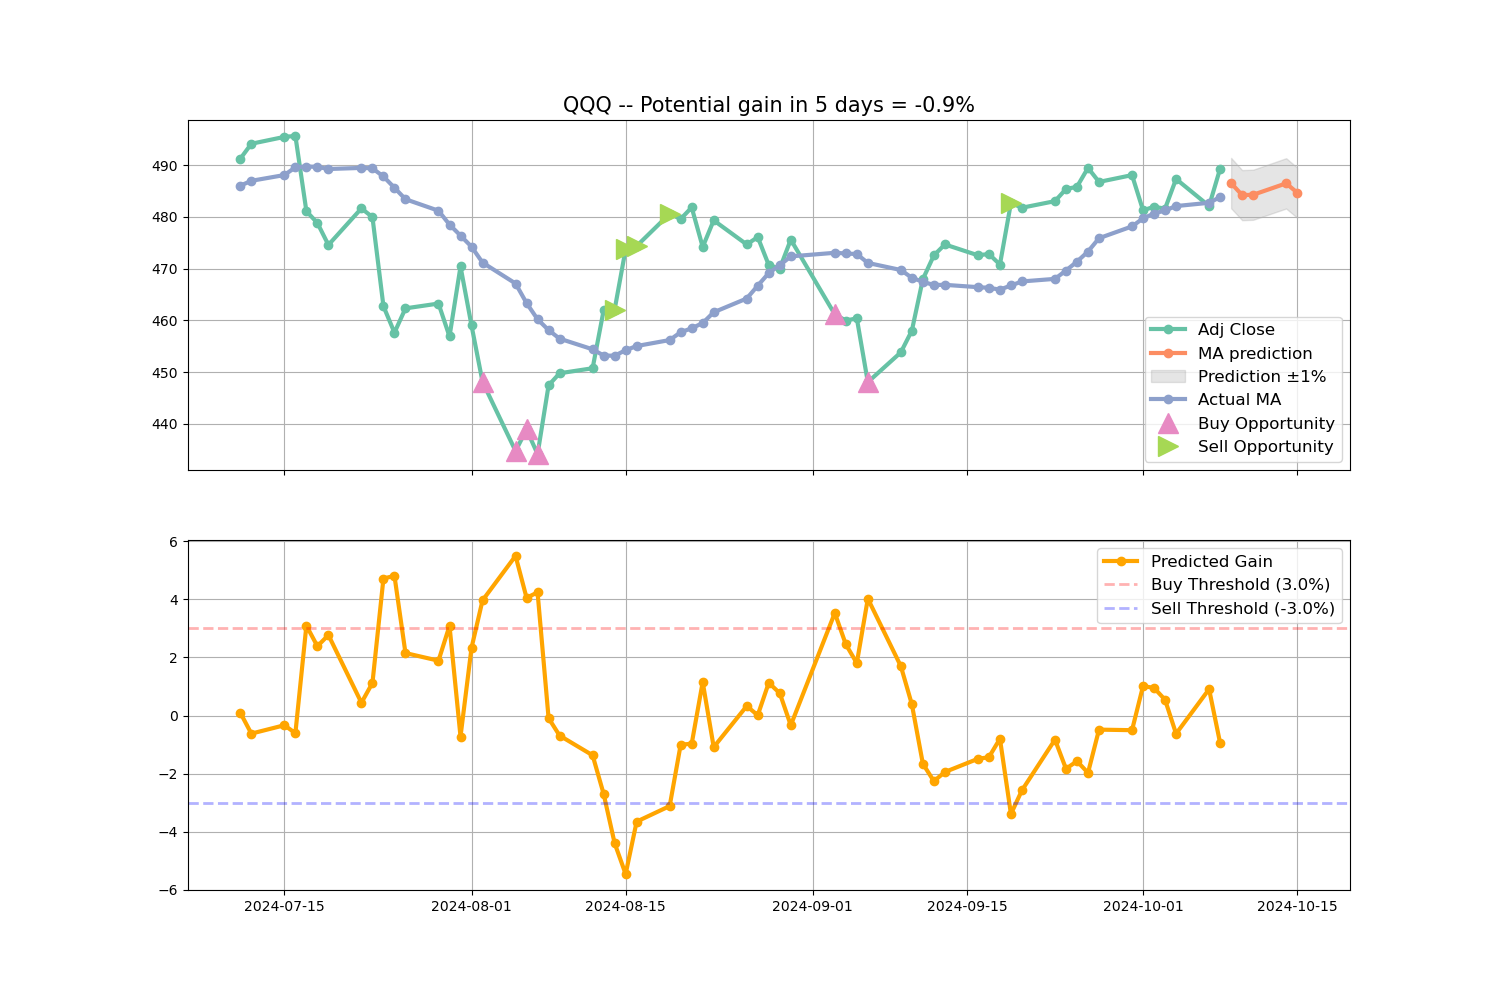 QQQ -- Potential gain in 5 days = -0.9%
490
480
470
460
450
440
Adj Close
MA prediction
Prediction ±1%
Actual MA
Buy Opportunity
Sell Opportunity
6
4
2
0
−2
−4
−6
Predicted Gain
Buy Threshold (3.0%)
Sell Threshold (-3.0%)
2024-07-15
2024-08-01
2024-08-15
2024-09-01
2024-09-15
2024-10-01
2024-10-15